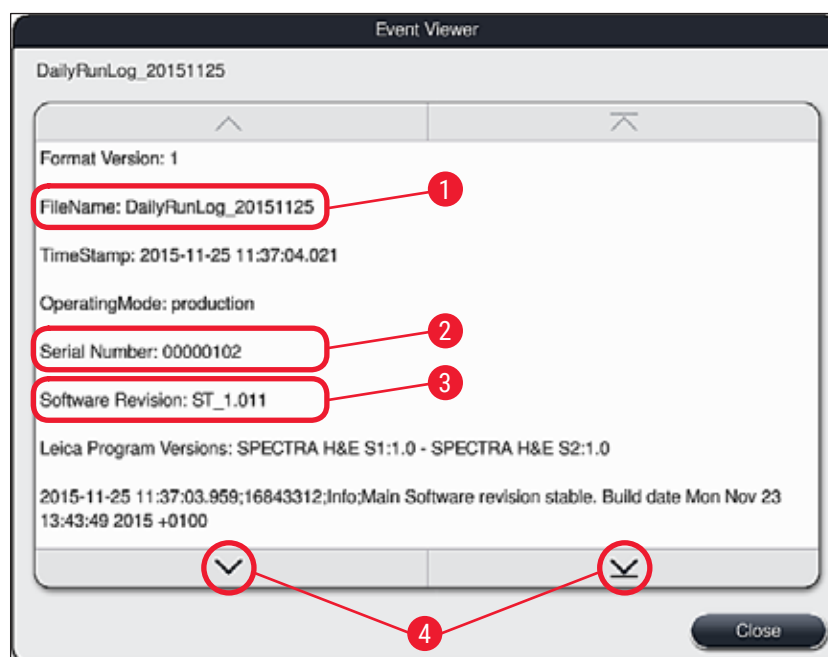 Event Viewer
DailyRunLog_20151125
Format Version: 1
FileName: DailyRunLog_20151125
1
TimeStamp: 2015-11-25 11:37:04.021
OperatingMode: production
2
Serial Number: 00000102
3
Software Revision: ST_1.011
Leica Program Versions: SPECTRA H&E S1:1.0 - SPECTRA H&E S2:1.0
2015-11-25 11:37:03.959;16843312;Info;Main Software revision stable. Build date Mon Nov 23
13:43:49 2015 +0100
4
Close